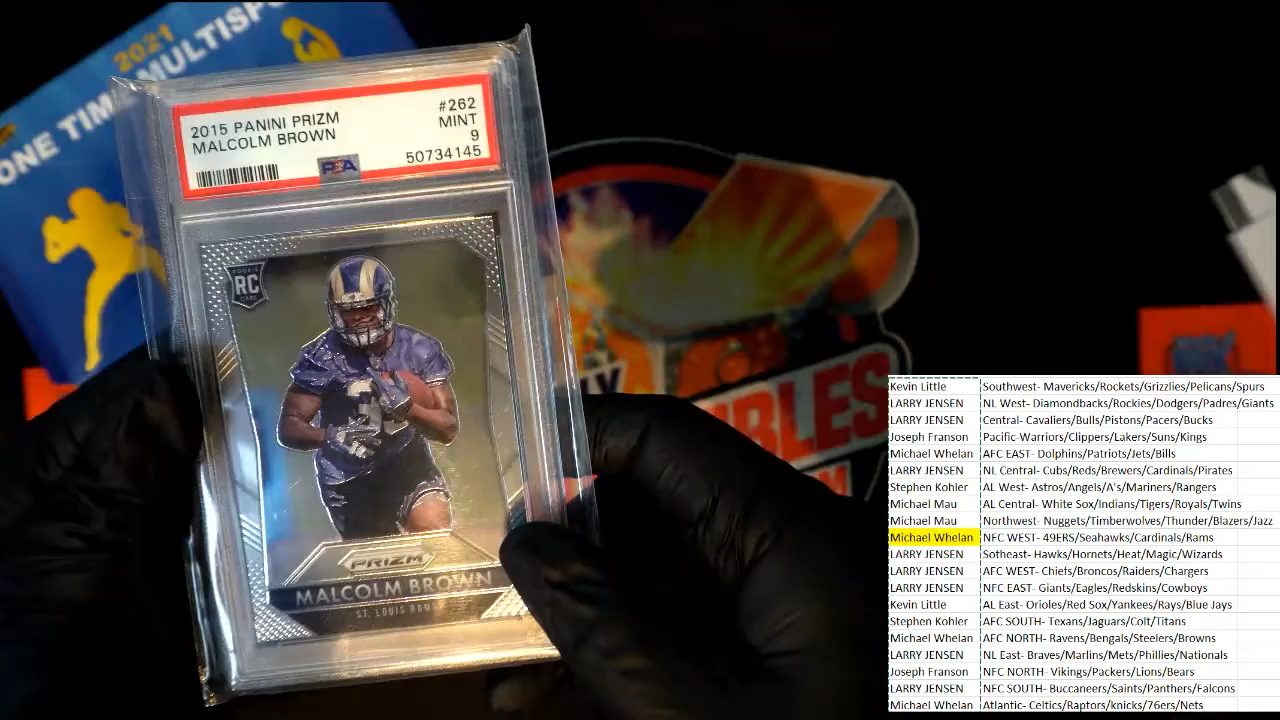 2021
ONE TIM MULTISP
2015 PANINI PRIZM #262
MALCOLM BROWN MINT
9
PSA 50734145
ROOKIE
RC
CARD
PRIZM
MALCOLM BROWN
ST. LOUIS RAMS
LY
BLES
Kevin Little Southwest- Mavericks/Rockets/Grizzlies/Pelicans/Spurs
LARRY JENSEN NL West- Diamondbacks/Rockies/Dodgers/Padres/Giants
LARRY JENSEN Central- Cavaliers/Bulls/Pistons/Pacers/Bucks
Joseph Franson Pacific-Warriors/Clippers/Lakers/Suns/Kings
Michael Whelan AFC EAST- Dolphins/Patriots/Jets/Bills
LARRY JENSEN NL Central- Cubs/Reds/Brewers/Cardinals/Pirates
Stephen Kohler AL West- Astros/Angels/A's/Mariners/Rangers
Michael Mau AL Central- White Sox/Indians/Tigers/Royals/Twins
Michael Mau Northwest- Nuggets/Timberwolves/Thunder/Blazers/Jazz
Michael Whelan NFC WEST- 49ERS/Seahawks/Cardinals/Rams
LARRY JENSEN Sotheast- Hawks/Hornets/Heat/Magic/Wizards
LARRY JENSEN AFC WEST- Chiefs/Broncos/Raiders/Chargers
LARRY JENSEN NFC EAST- Giants/Eagles/Redskins/Cowboys
Kevin Little AL East- Orioles/Red Sox/Yankees/Rays/Blue Jays
Stephen Kohler AFC SOUTH- Texans/Jaguars/Colt/Titans
Michael Whelan AFC NORTH- Ravens/Bengals/Steelers/Browns
LARRY JENSEN NL East- Braves/Marlins/Mets/Phillies/Nationals
Joseph Franson NFC NORTH- Vikings/Packers/Lions/Bears
LARRY JENSEN NFC SOUTH- Buccaneers/Saints/Panthers/Falcons
Michael Whelan Atlantic- Celtics/Raptors/knicks/76ers/Nets